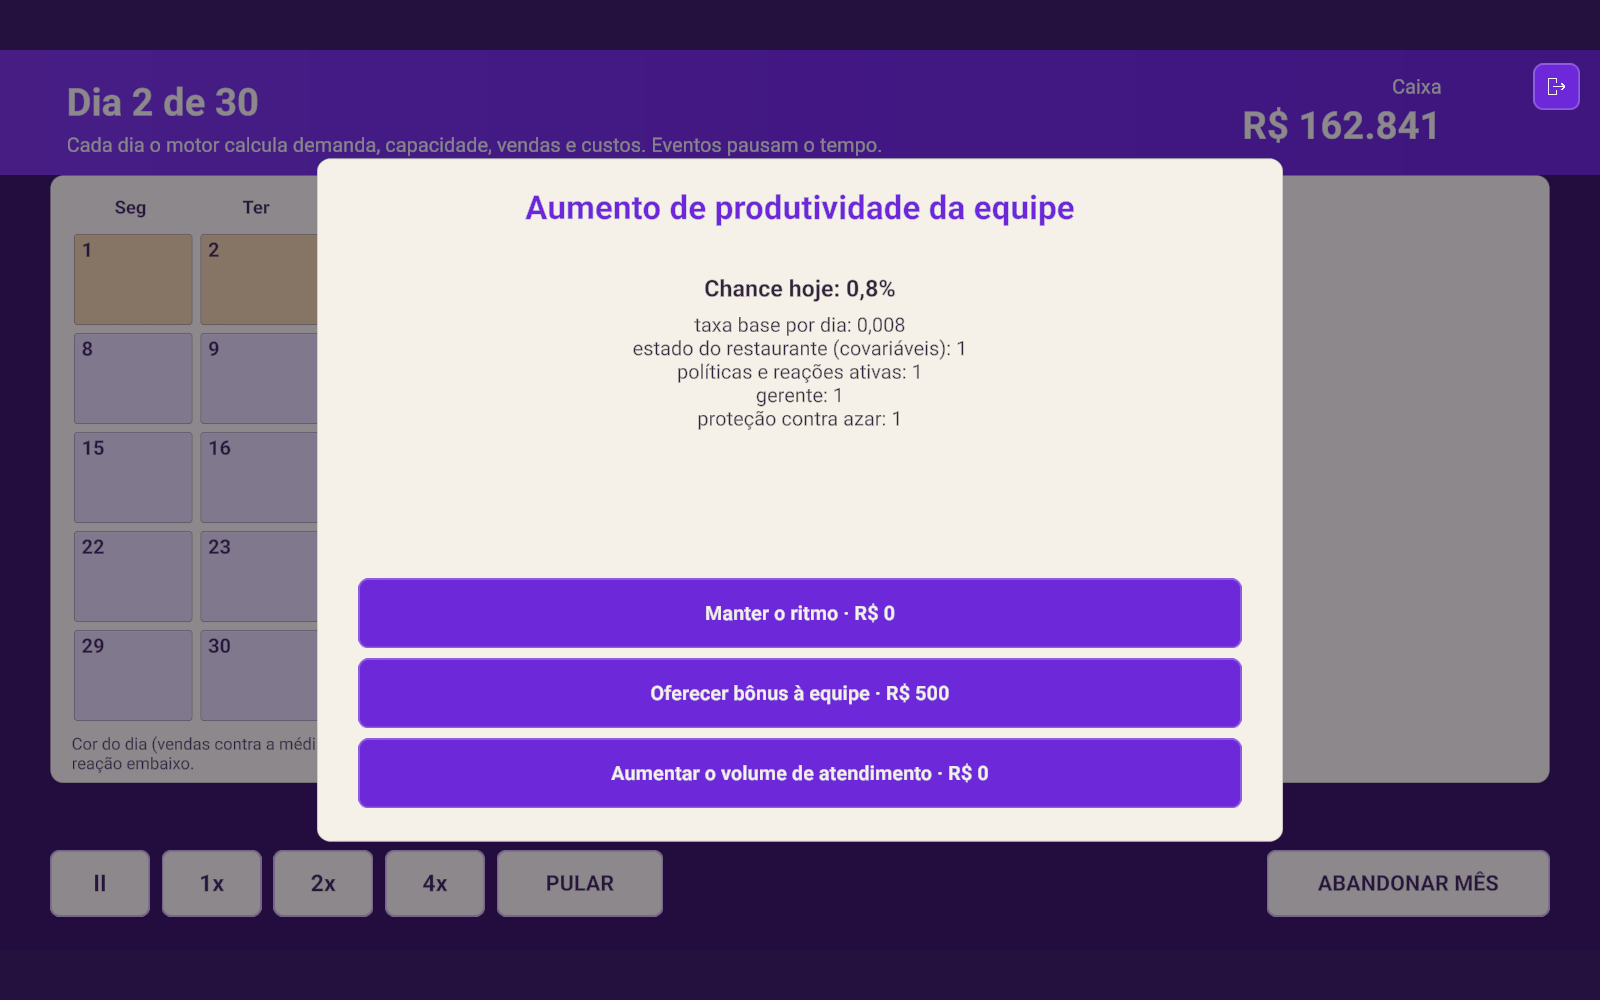 Dia 2 de 30
Cada dia o motor calcula demanda, capacidade, vendas e custos. Eventos pausam o tempo.
Caixa
R$ 162.841
Seg
Ter
1
2
8
9
15
16
22
23
29
30
Cor do dia (vendas contra a médi
reação embaixo.
Aumento de produtividade da equipe
Chance hoje: 0,8%
taxa base por dia: 0,008
estado do restaurante (covariáveis): 1
políticas e reações ativas: 1
gerente: 1
proteção contra azar: 1
Manter o ritmo · R$ 0
Oferecer bônus à equipe · R$ 500
Aumentar o volume de atendimento · R$ 0
II
1x
2x
4x
PULAR
ABANDONAR MÊS